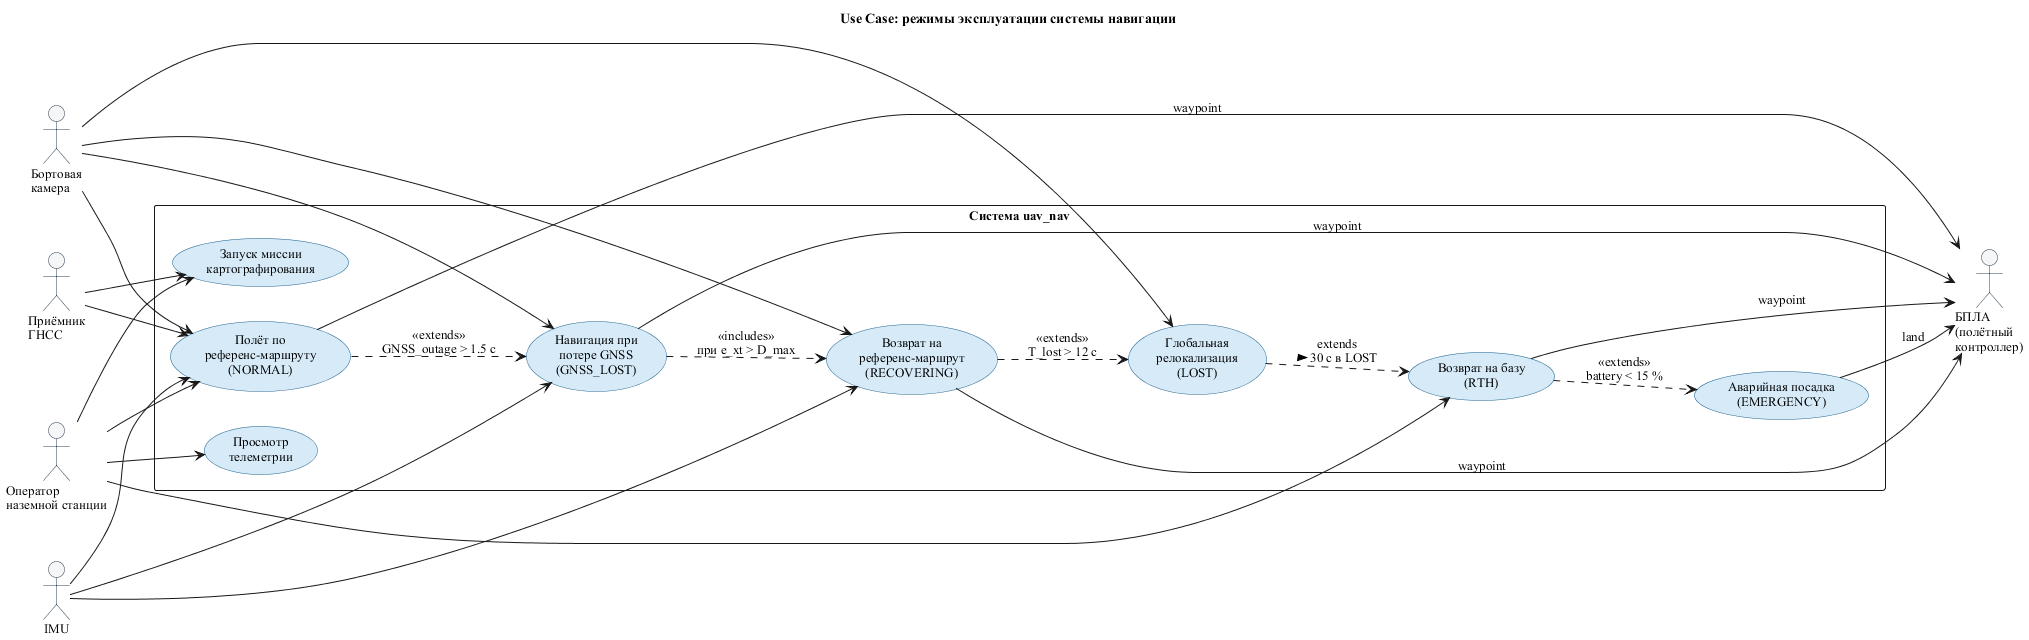 Use Case: режимы эксплуатации системы навигации
waypoint
Бортовая
камера
Система uav_nav
waypoint
Запуск миссии
картографирования
Приёмник
ГНСС
waypoint
БПЛА
(полётный
контроллер)
Полёт по
референс-маршруту
(NORMAL)
«extends»
GNSS_outage > 1.5 с
Навигация при
потере GNSS
(GNSS_LOST)
«includes»
при e_xt > D_max
Возврат на
референс-маршрут
(RECOVERING)
«extends»
T_lost > 12 с
Глобальная
релокализация
(LOST)
extends
30 с в LOST
Возврат на базу
(RTH)
«extends»
battery < 15 %
land
Аварийная посадка
(EMERGENCY)
Просмотр
телеметрии
waypoint
Оператор
наземной станции
IMU